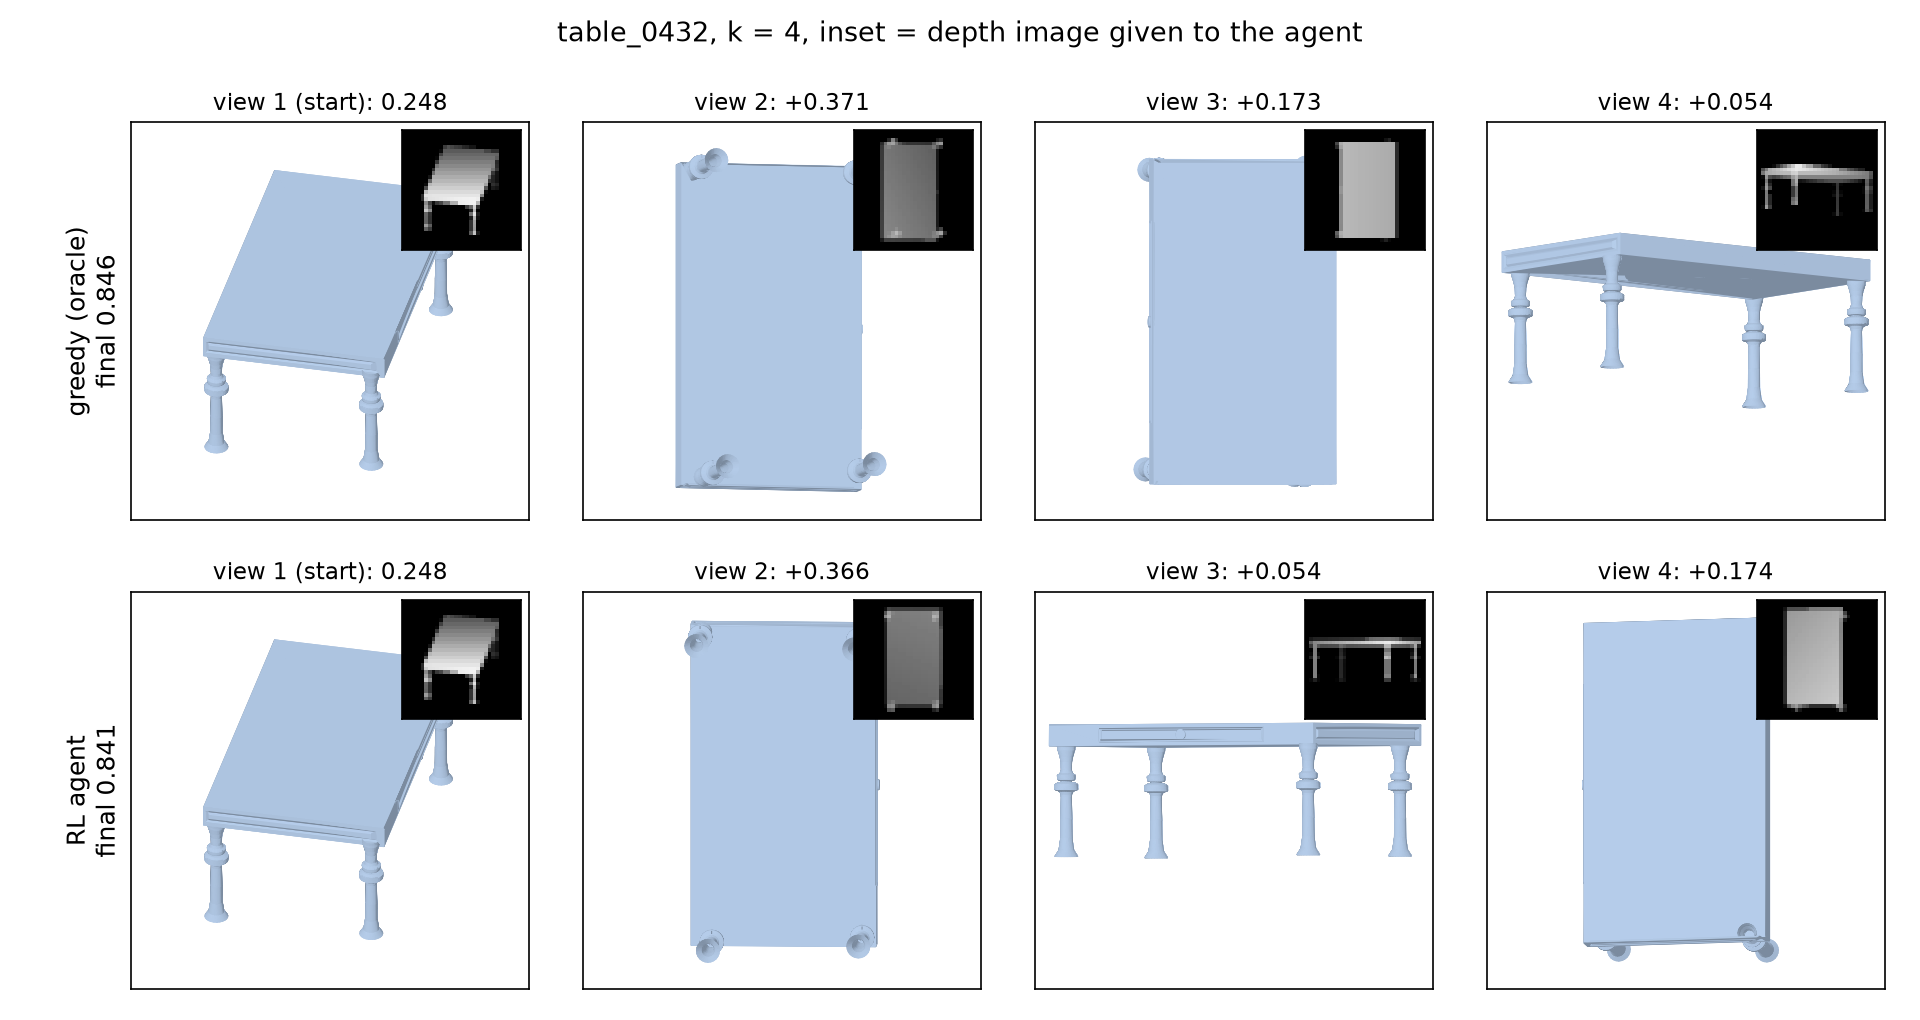 table_0432, k = 4, inset = depth image given to the agent
greedy (oracle)
final 0.846
view 1 (start): 0.248
view 2: +0.371
view 3: +0.173
view 4: +0.054
RL agent
final 0.841
view 1 (start): 0.248
view 2: +0.366
view 3: +0.054
view 4: +0.174